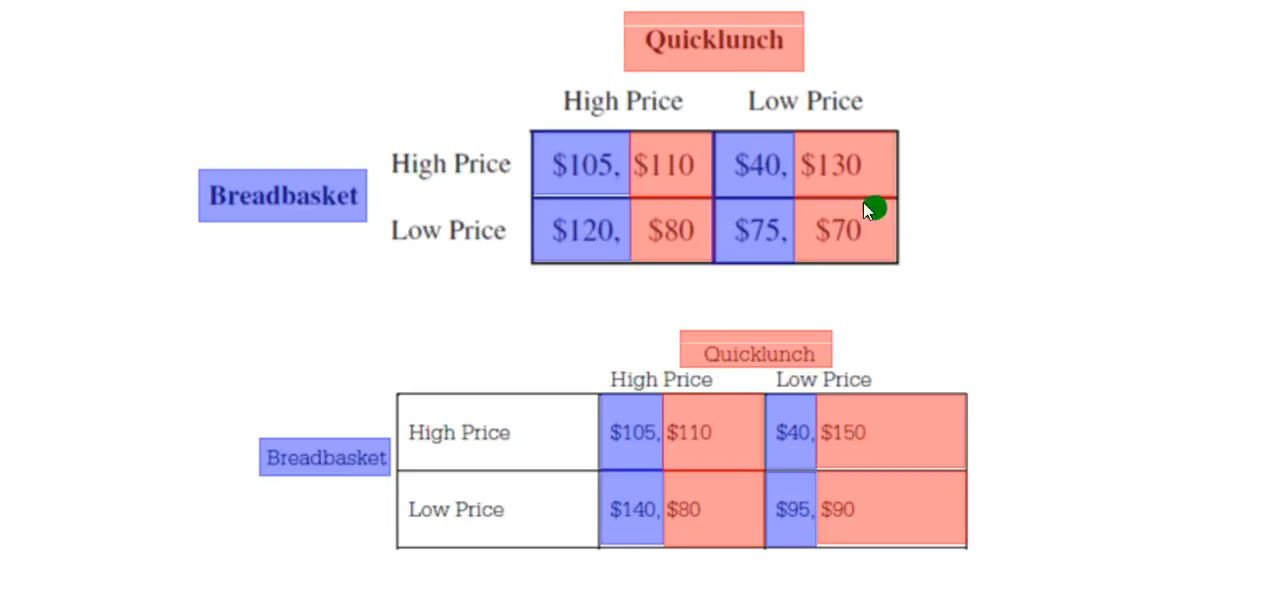 Quicklunch
High Price Low Price
High Price $105, $110 $40, $130
Breadbasket
Low Price $120, $80 $75, $70
Quicklunch
High Price Low Price
High Price $105, $110 $40, $150
Breadbasket
Low Price $140, $80 $95, $90